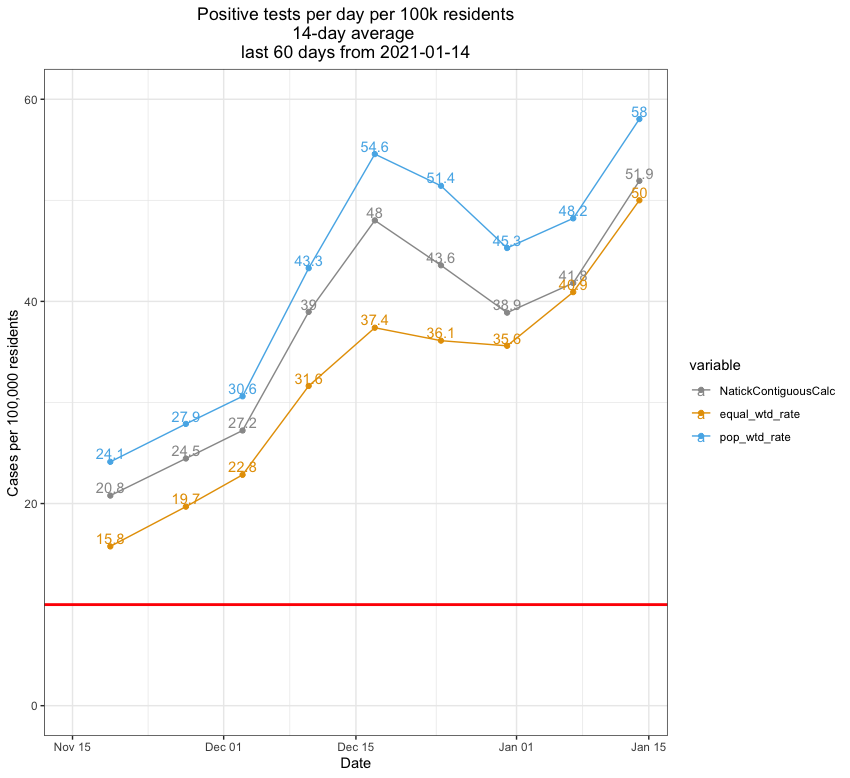 Positive tests per day per 100k residents
14-day average
last 60 days from 2021-01-14
Cases per 100,000 residents
60
40
20
0
24.1
27.9
30.6
43.3
54.6
51.4
45.3
48.2
58
20.8
24.5
27.2
39
48
43.6
38.9
41.8
51.9
15.8
19.7
22.8
31.6
37.4
36.1
35.6
40.9
50
Nov 15
Dec 01
Dec 15
Jan 01
Jan 15
Date
variable
a NatickContiguousCalc
a equal_wtd_rate
a pop_wtd_rate